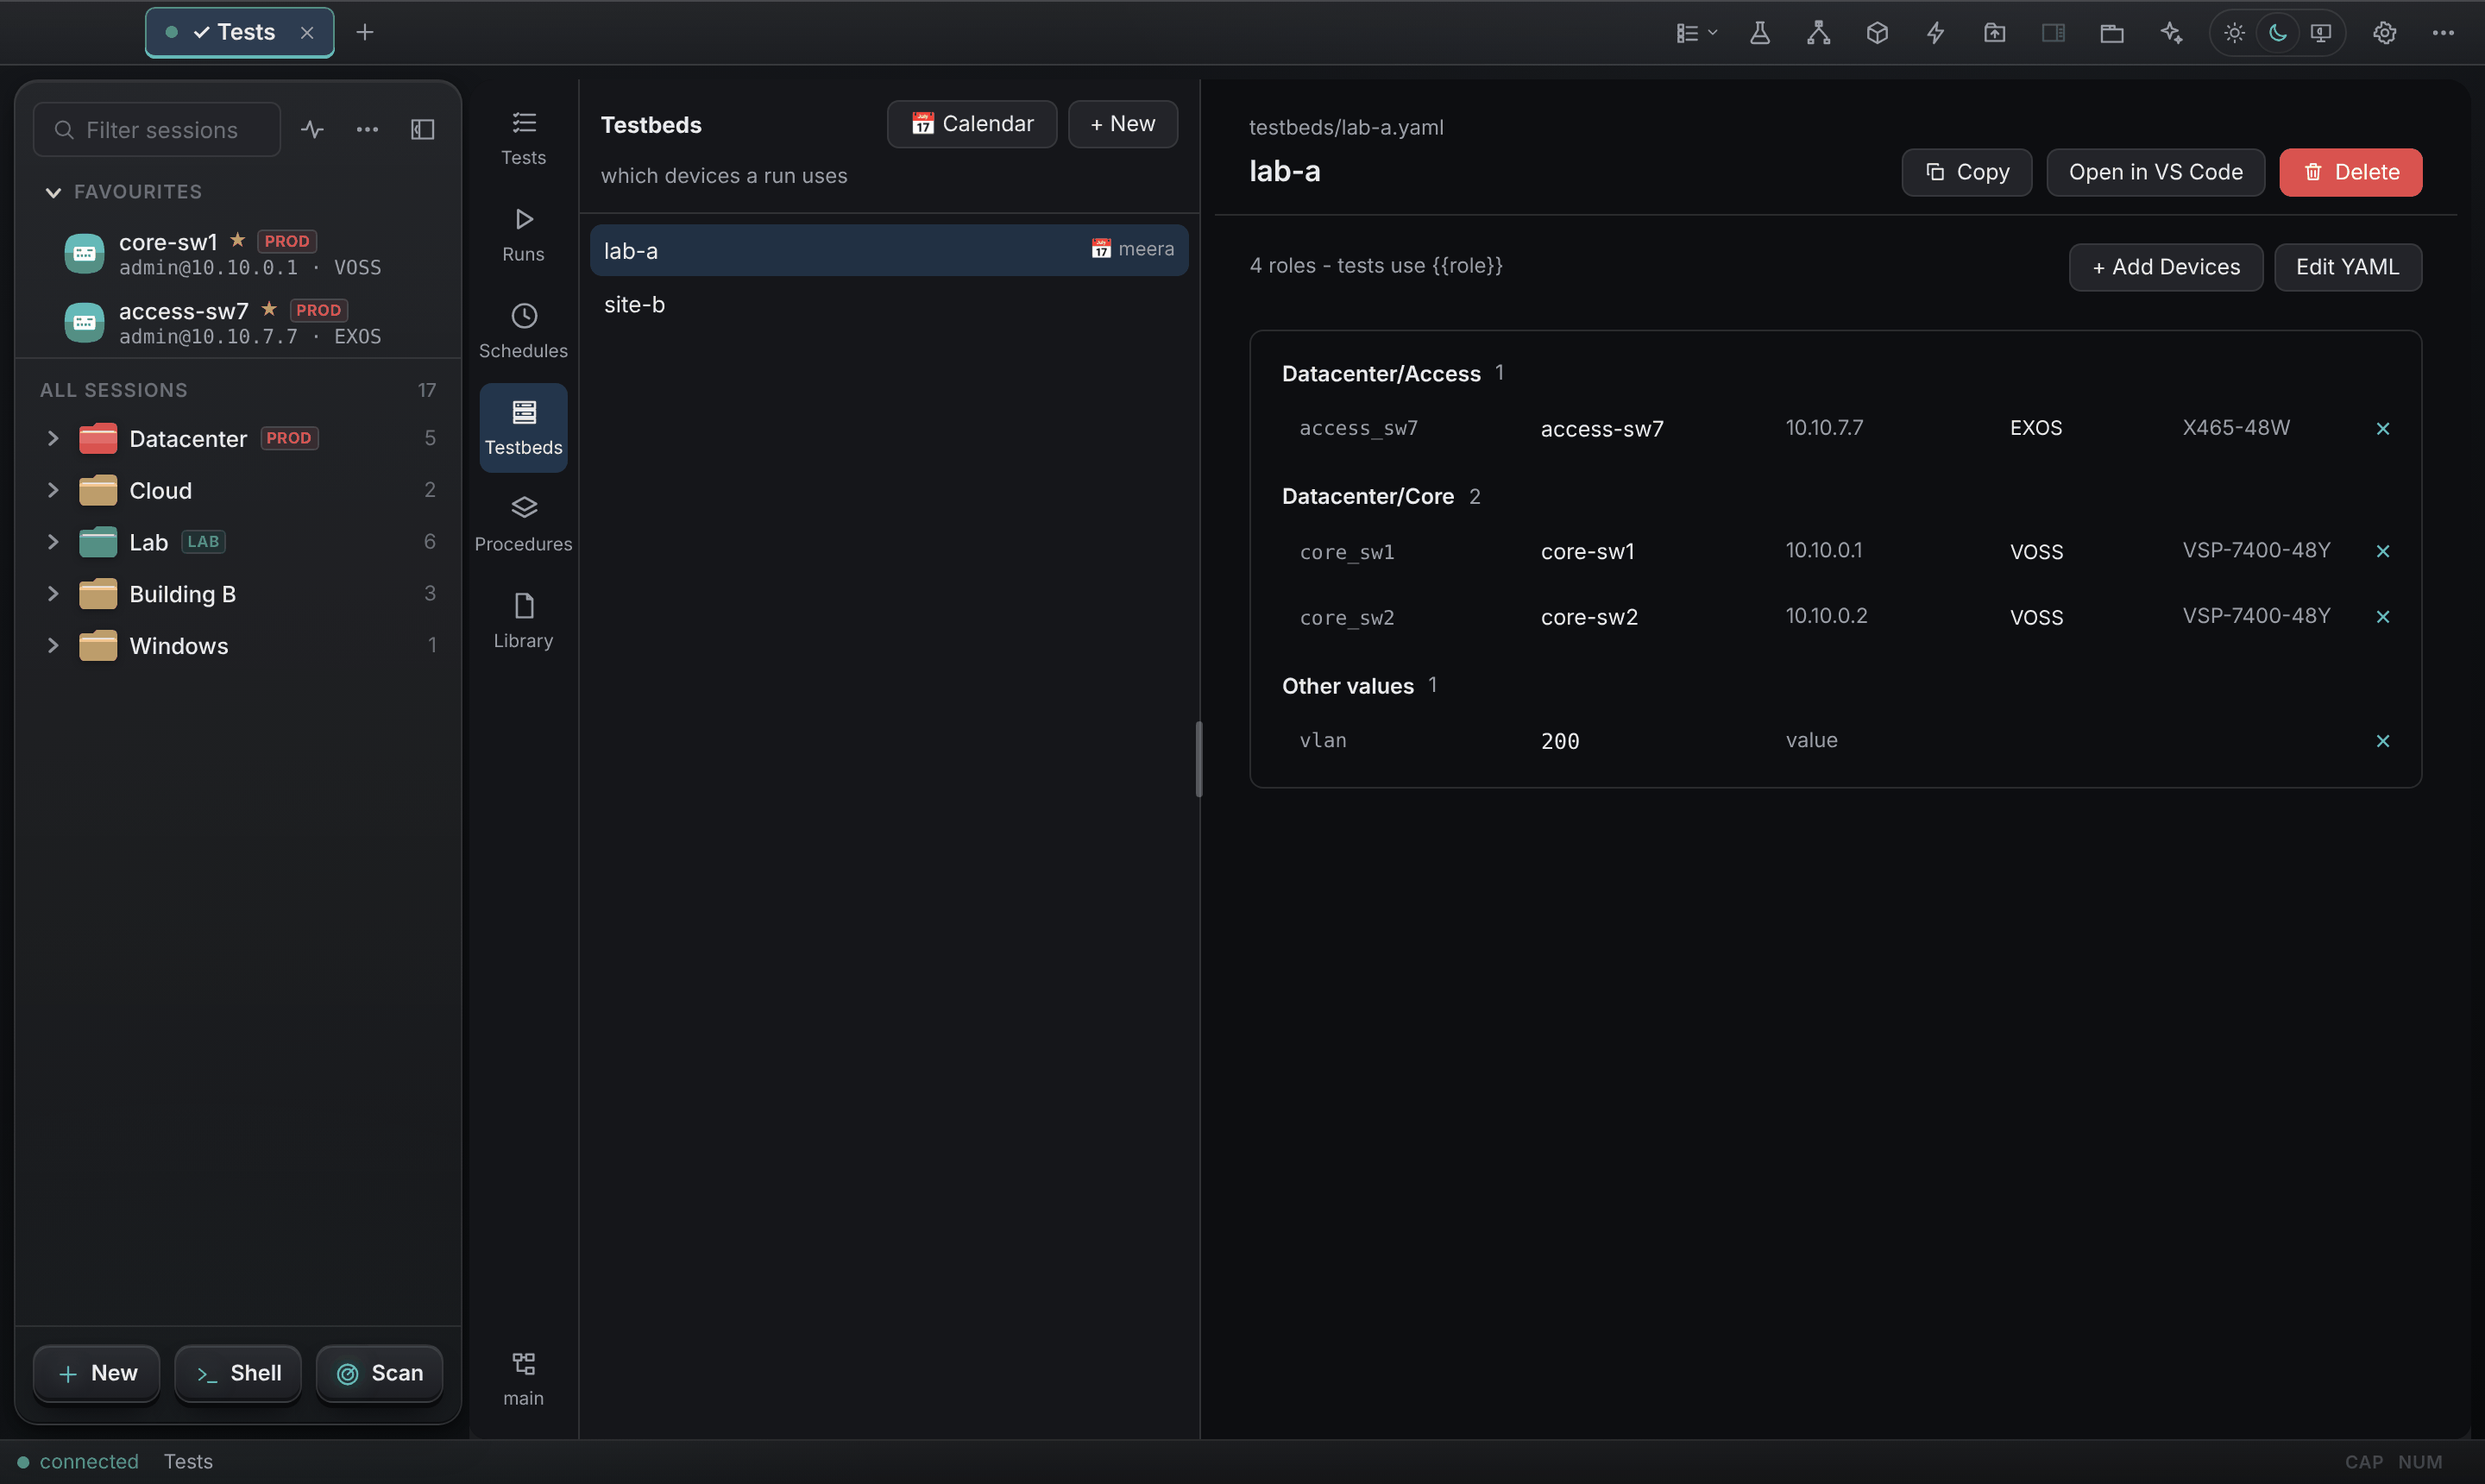 ✓ Tests
Filter sessions
FAVOURITES
core-sw1 ★ PROD
admin@10.10.0.1 · VOSS
access-sw7 ★ PROD
admin@10.10.7.7 · EXOS
ALL SESSIONS 17
Datacenter PROD 5
Cloud 2
Lab LAB 6
Building B 3
Windows 1
+ New
>_ Shell
Scan
Tests
Runs
Schedules
Testbeds
Procedures
Library
main
Testbeds
📅 Calendar
+ New
which devices a run uses
lab-a 📅 meera
site-b
testbeds/lab-a.yaml
lab-a
Copy
Open in VS Code
Delete
4 roles - tests use {{role}}
+ Add Devices
Edit YAML
Datacenter/Access 1
access_sw7 access-sw7 10.10.7.7 EXOS X465-48W ×
Datacenter/Core 2
core_sw1 core-sw1 10.10.0.1 VOSS VSP-7400-48Y ×
core_sw2 core-sw2 10.10.0.2 VOSS VSP-7400-48Y ×
Other values 1
vlan 200 value ×
connected Tests
CAP NUM